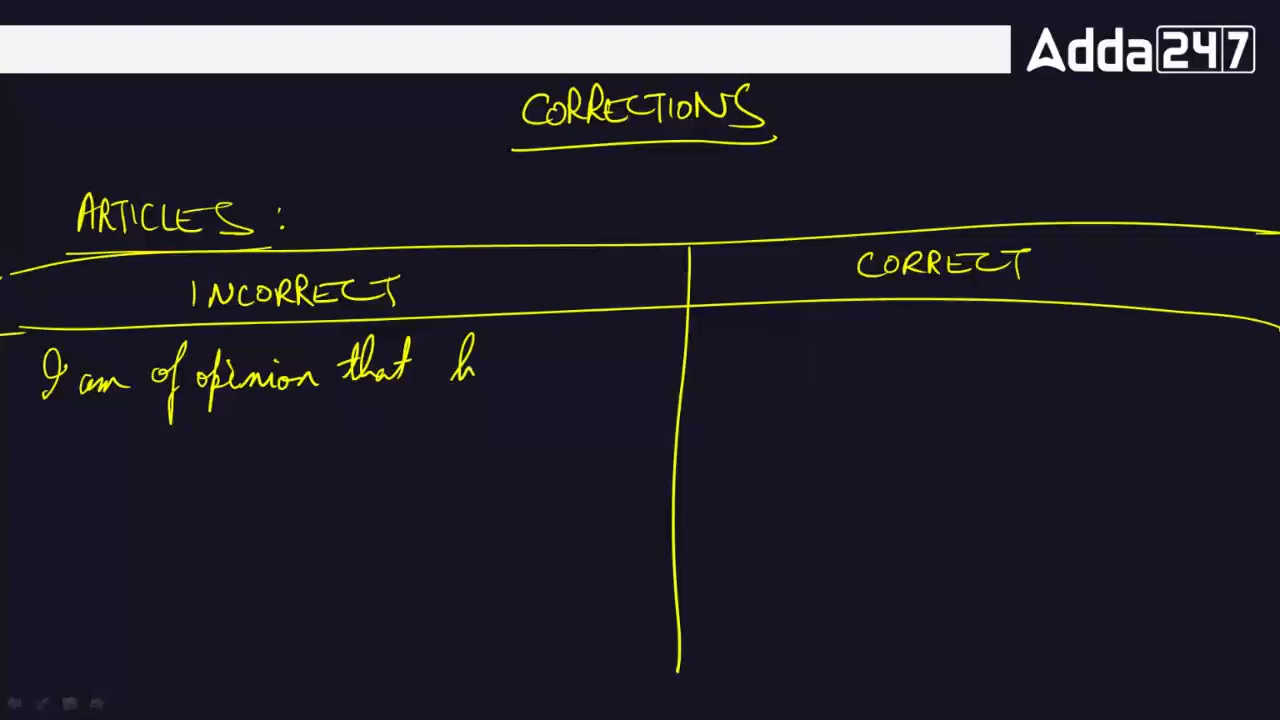 Adda247
CORRECTIONS
ARTICLES:
INCORRECT
CORRECT
I am of opinion that h